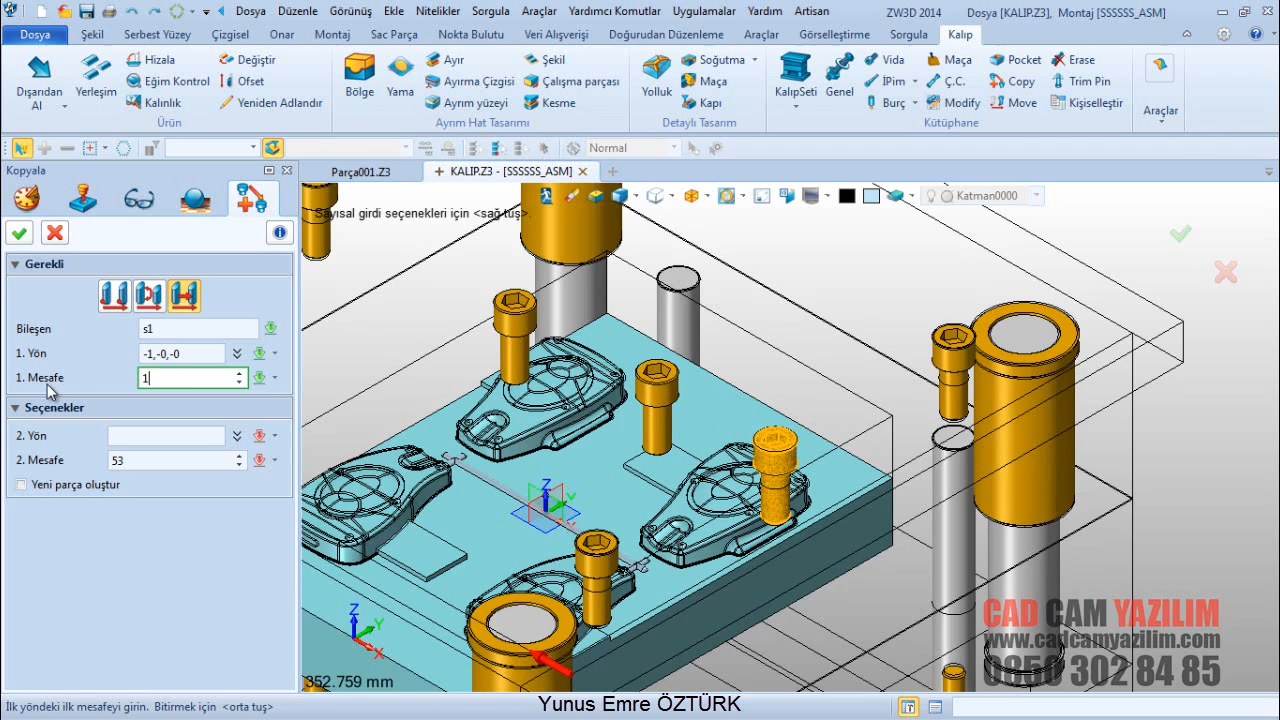 Dosya Düzenle Görünüş Ekle Nitelikler Sorgula Araçlar Yardımcı Komutlar Uygulamalar Yardım Artisan ZW3D 2014 Dosya [KALIP.Z3], Montaj [SSSSSS_ASM]
Dosya Şekil Serbest Yüzey Çizgisel Onar Montaj Sac Parça Nokta Bulutu Veri Alışverişi Doğurudan Düzenleme Araçlar Görselleştirme Sorgula Kalıp
Dışarıdan Al
Yerleşim
Hizala
Eğim Kontrol
Kalınlık
Değiştir
Ofset
Yeniden Adlandır
Ürün
Bölge
Yama
Ayır
Ayırma Çizgisi
Ayrım yüzeyi
Şekil
Çalışma parçası
Kesme
Ayrım Hat Tasarımı
Yolluk
Soğutma
Maça
Kapı
Detaylı Tasarım
KalıpSeti
Genel
Vida
İPim
Burç
Maça
Ç.C.
Modify
Pocket
Copy
Move
Erase
Trim Pin
Kişiselleştir
Kütüphane
Araçlar
Normal
Kopyala
Parça001.Z3
KALIP.Z3 - [SSSSSS_ASM]
Katman0000
Sayısal girdi seçenekleri için <sağ tuş>.
Gerekli
Bileşen s1
1. Yön -1,-0,-0
1. Mesafe 1
Seçenekler
2. Yön
2. Mesafe 53
Yeni parça oluştur
Z
Y
X
Z
Y
X
352.759 mm
CAD CAM YAZILIM
www.cadcamyazilim.com
0850 302 84 85
İlk yöndeki ilk mesafeyi girin. Bitirmek için <orta tuş>
Yunus Emre ÖZTÜRK